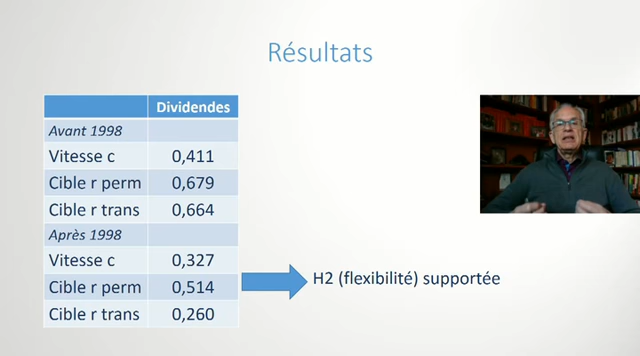 Résultats
Dividendes
Avant 1998
Vitesse c 0,411
Cible r perm 0,679
Cible r trans 0,664
Après 1998
Vitesse c 0,327
Cible r perm 0,514
Cible r trans 0,260
H2 (flexibilité) supportée